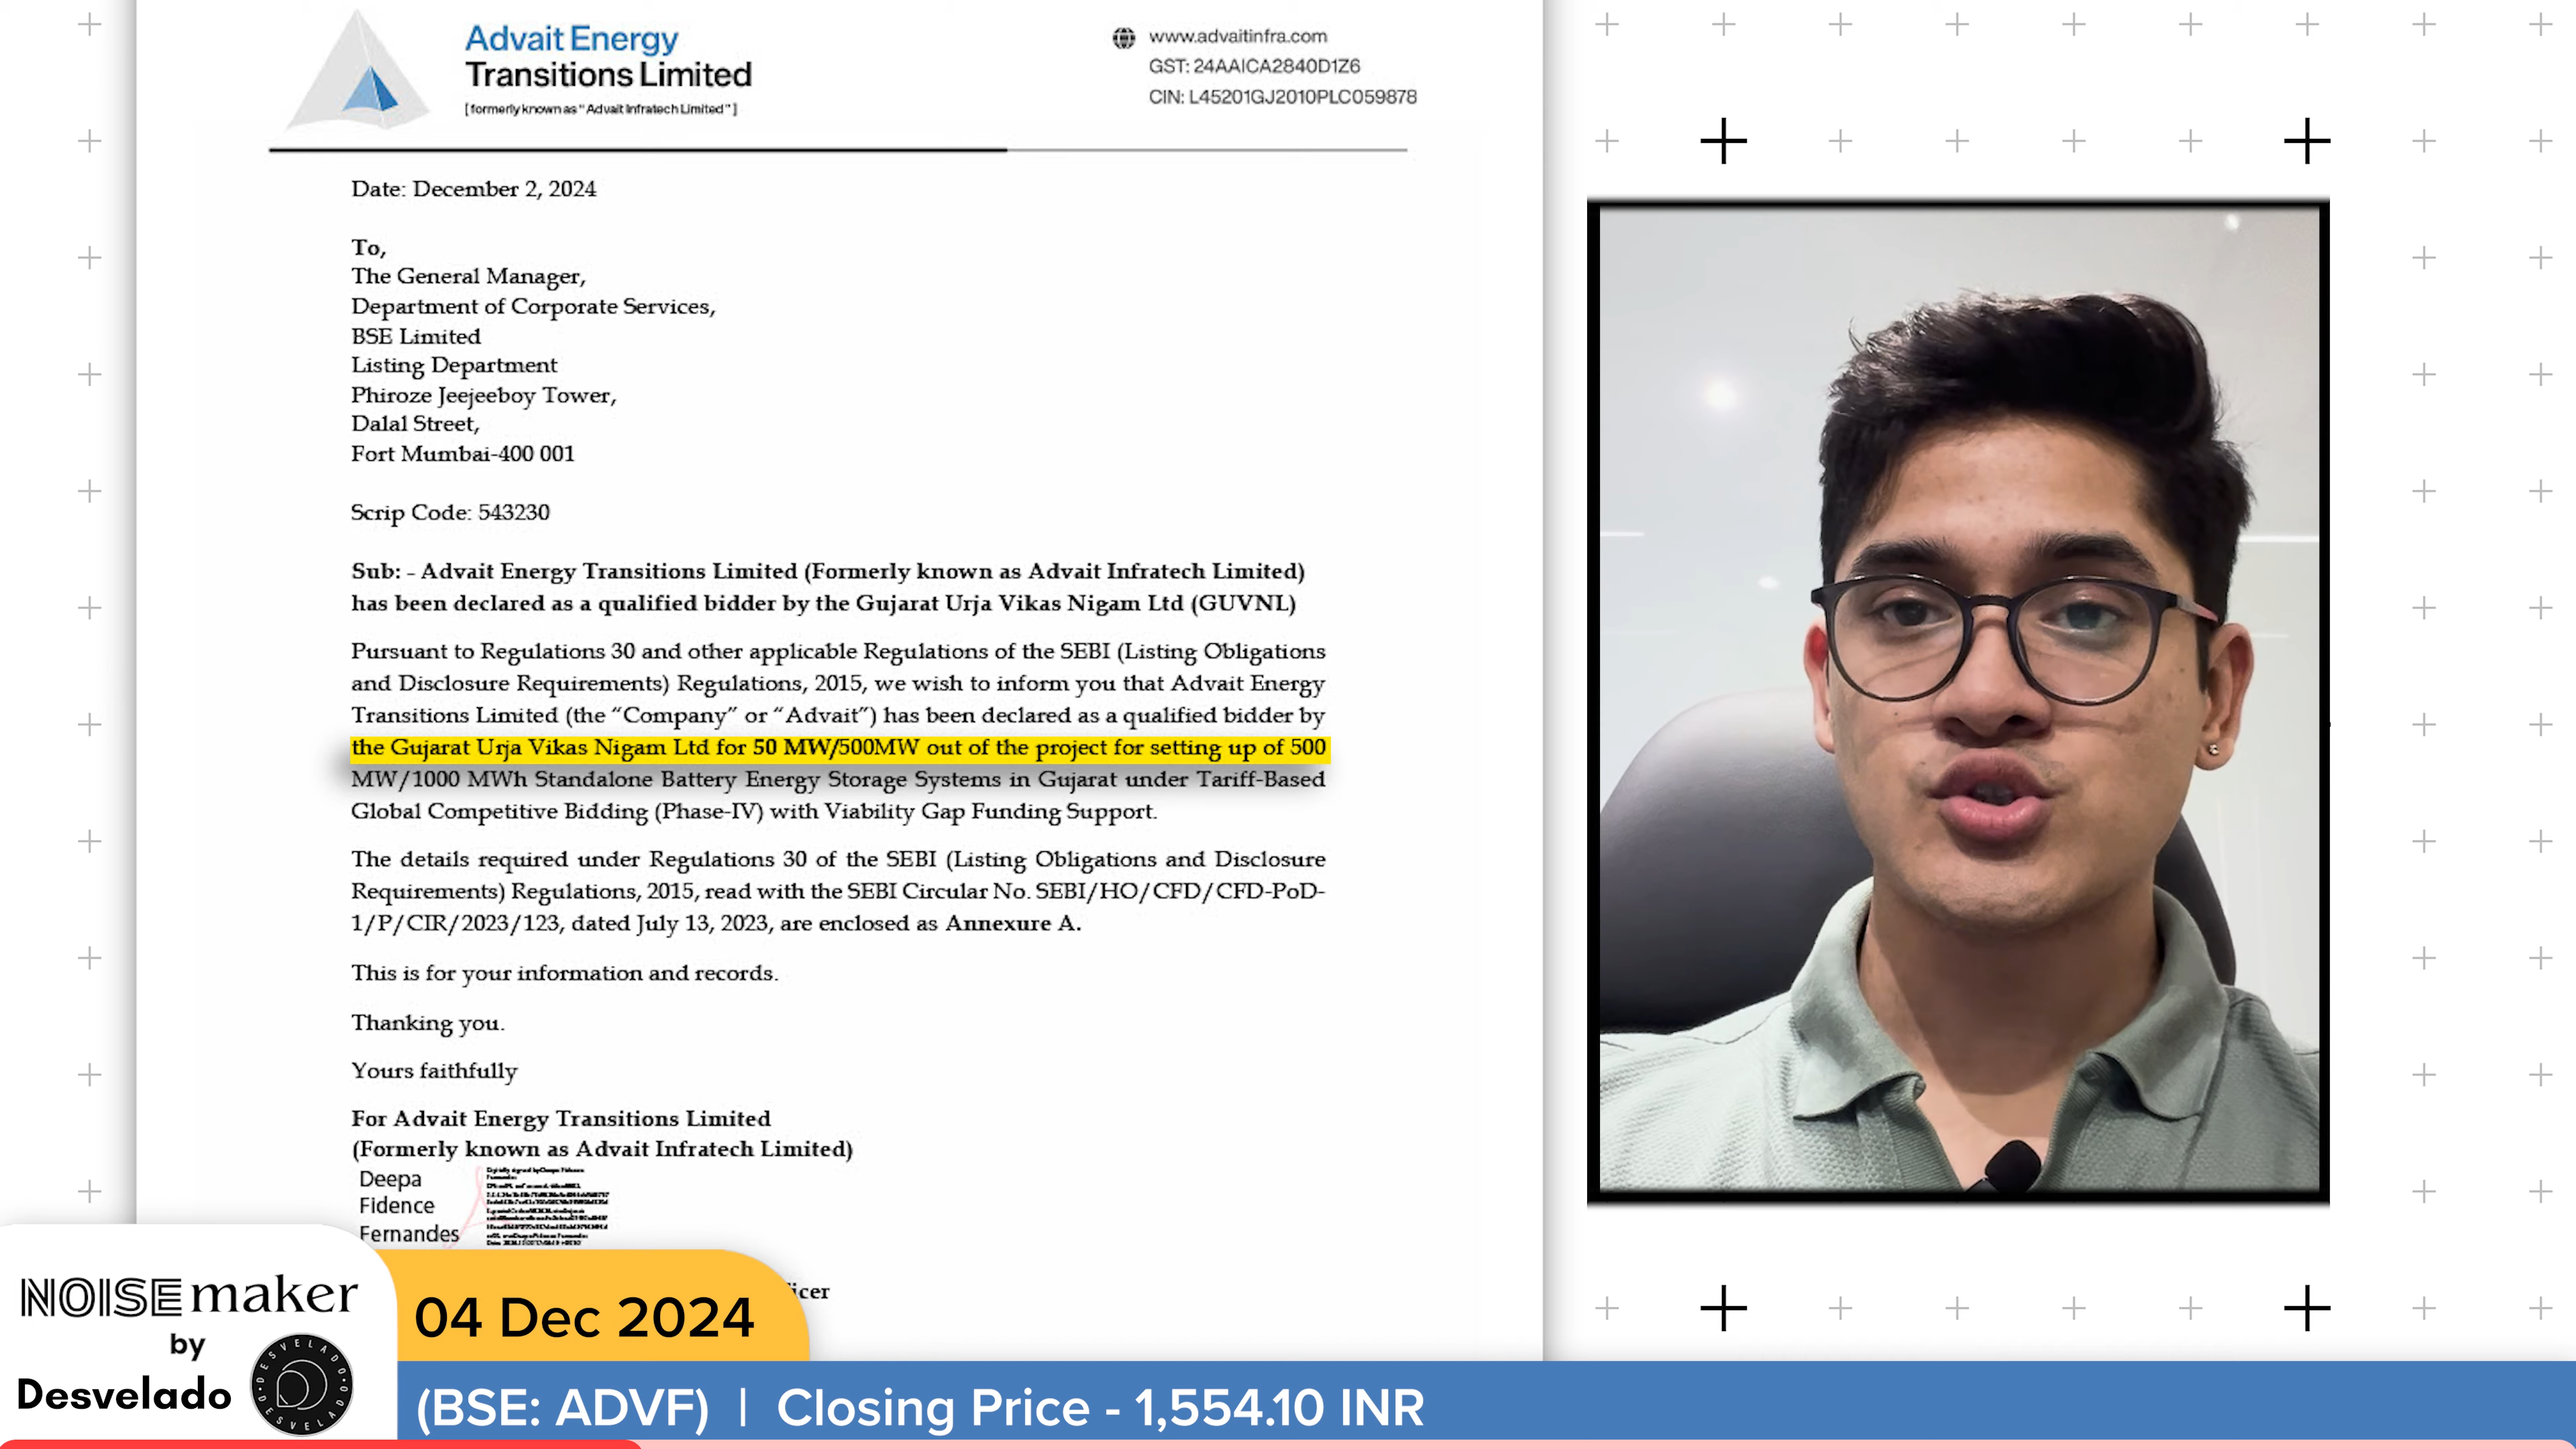 Advait Energy
Transitions Limited
[formerly known as "Advait Infratech Limited"]
www.advaitinfra.com
GST: 24AAICA2840D1Z6
CIN: L45201GJ2010PLC059878
Date: December 2, 2024
To,
The General Manager,
Department of Corporate Services,
BSE Limited
Listing Department
Phiroze Jeejeeboy Tower,
Dalal Street,
Fort Mumbai-400 001
Scrip Code: 543230
Sub: - Advait Energy Transitions Limited (Formerly known as Advait Infratech Limited)
has been declared as a qualified bidder by the Gujarat Urja Vikas Nigam Ltd (GUVNL)
Pursuant to Regulations 30 and other applicable Regulations of the SEBI (Listing Obligations
and Disclosure Requirements) Regulations, 2015, we wish to inform you that Advait Energy
Transitions Limited (the “Company” or “Advait”) has been declared as a qualified bidder by
the Gujarat Urja Vikas Nigam Ltd for 50 MW/500MW out of the project for setting up of 500
MW/1000 MWh Standalone Battery Energy Storage Systems in Gujarat under Tariff-Based
Global Competitive Bidding (Phase-IV) with Viability Gap Funding Support.
The details required under Regulations 30 of the SEBI (Listing Obligations and Disclosure
Requirements) Regulations, 2015, read with the SEBI Circular No. SEBI/HO/CFD/CFD-PoD-
1/P/CIR/2023/123, dated July 13, 2023, are enclosed as Annexure A.
This is for your information and records.
Thanking you.
Yours faithfully
For Advait Energy Transitions Limited
(Formerly known as Advait Infratech Limited)
Deepa
Fidence
Fernandes
icer
NOISE maker
by
Desvelado
DESVELADO
DESVELADO
04 Dec 2024
(BSE: ADVF) | Closing Price - 1,554.10 INR